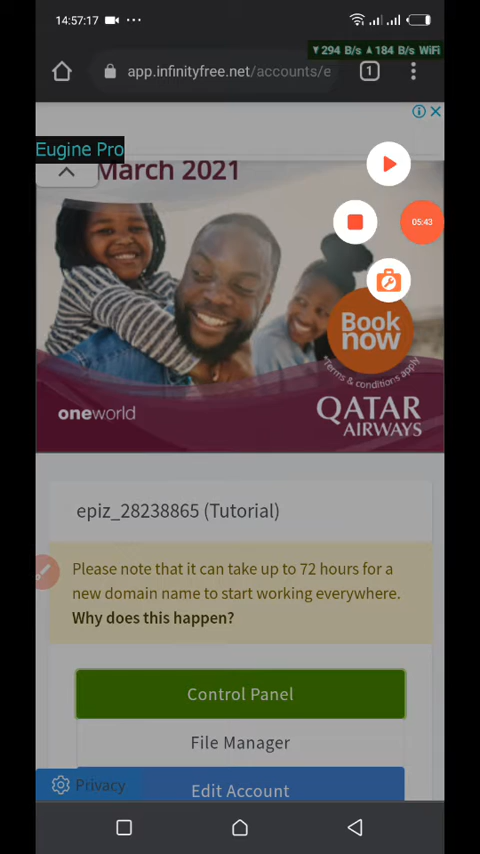 14:57:17
294 B/s 184 B/s WiFi
app.infinityfree.net/accounts/e
1
Eugine Pro
March 2021
05:43
Book
now
*Terms & conditions apply
oneworld
QATAR
AIRWAYS
epiz_28238865 (Tutorial)
Please note that it can take up to 72 hours for a
new domain name to start working everywhere.
Why does this happen?
Control Panel
File Manager
Privacy
Edit Account